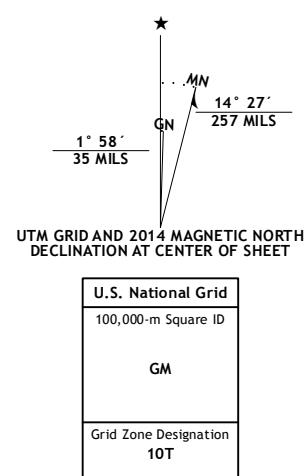 ★
MN
GN
14° 27´
257 MILS
1° 58´
35 MILS
UTM GRID AND 2014 MAGNETIC NORTH
DECLINATION AT CENTER OF SHEET
U.S. National Grid
100,000-m Square ID
GM
Grid Zone Designation
10T